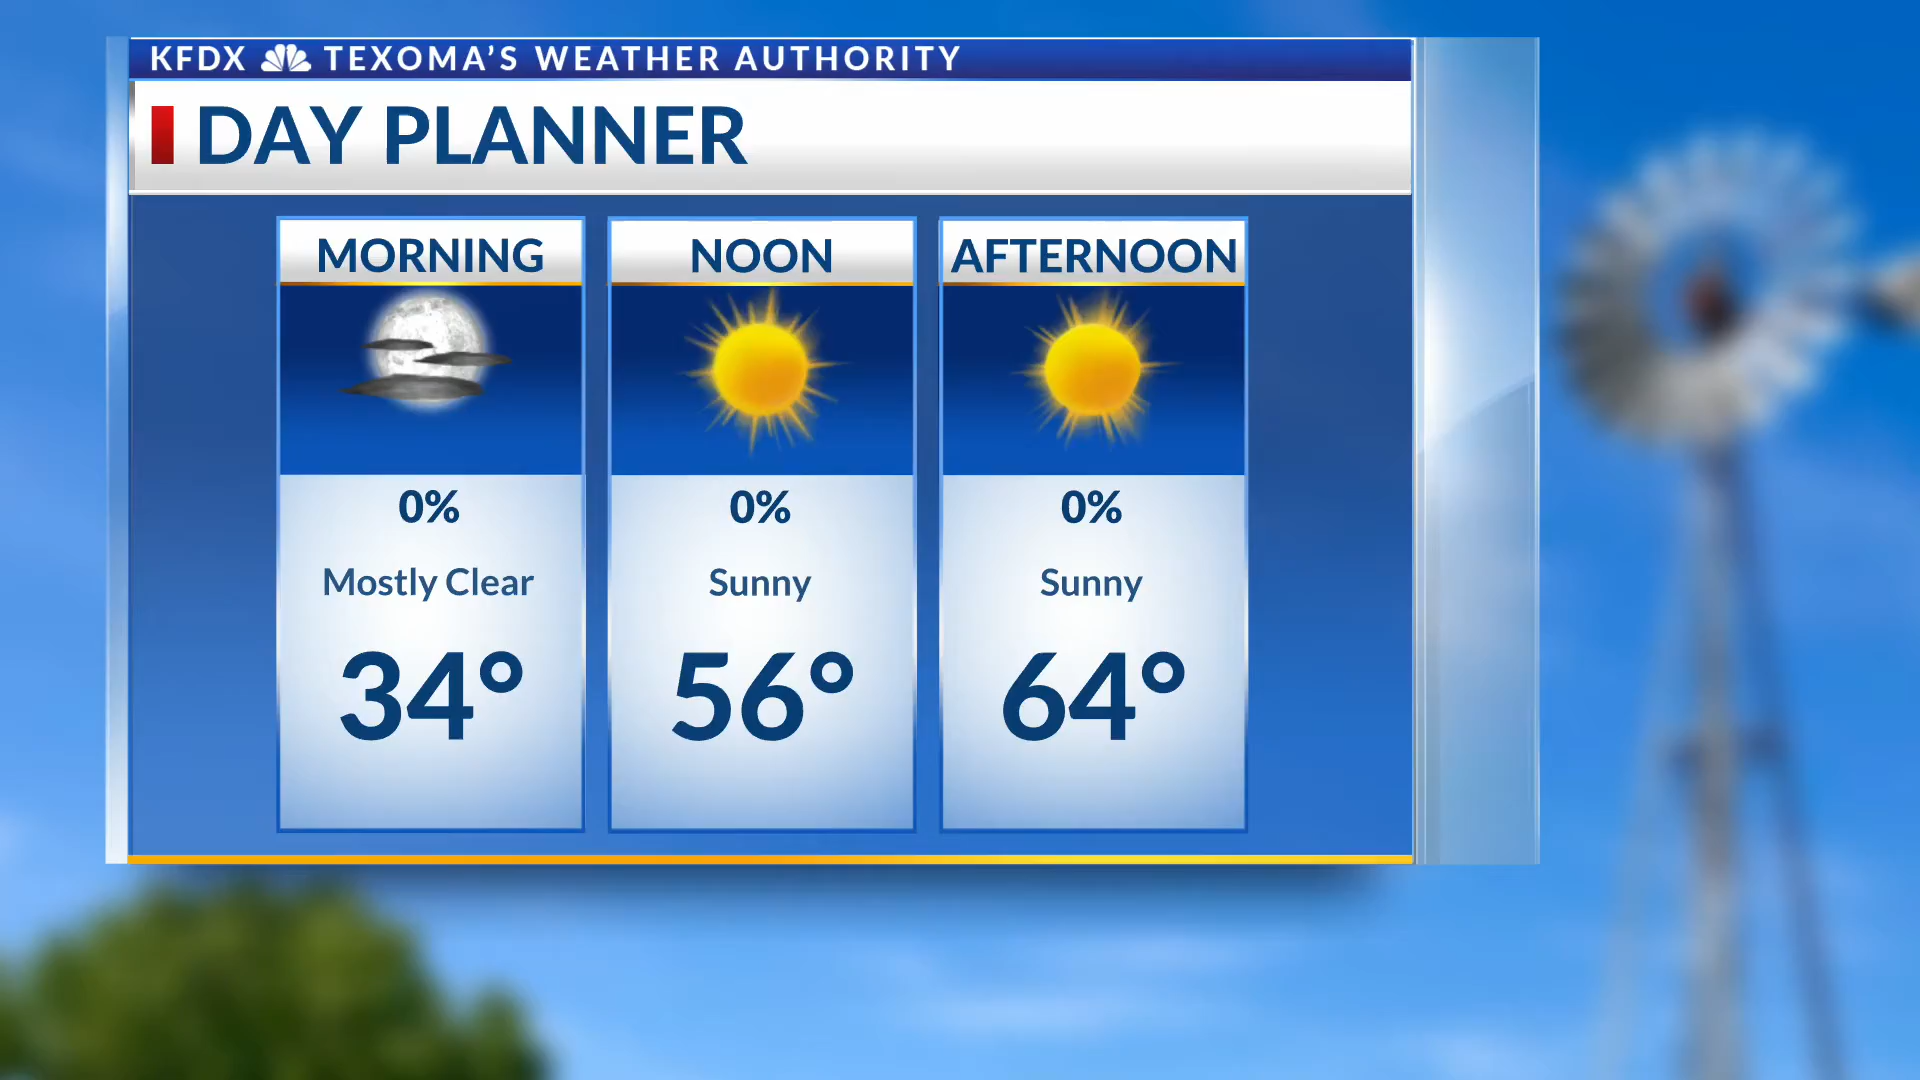 KFDX TEXOMA'S WEATHER AUTHORITY
DAY PLANNER
MORNING
0%
Mostly Clear
34°
NOON
0%
Sunny
56°
AFTERNOON
0%
Sunny
64°